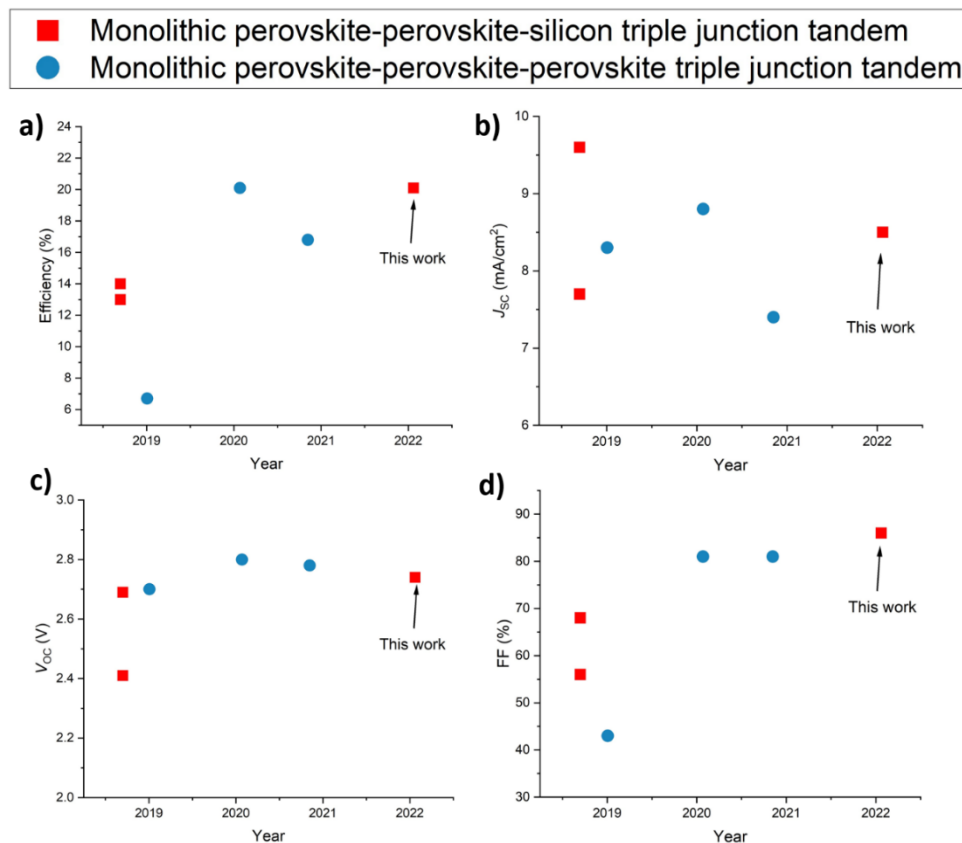 Monolithic perovskite-perovskite-silicon triple junction tandem
Monolithic perovskite-perovskite-perovskite triple junction tandem
a)
24
22
20
18
16
14
12
10
8
6
Efficiency (%)
This work
2019 2020 2021 2022
Year
b)
10
9
8
7
6
JSC (mA/cm2)
This work
2019 2020 2021 2022
Year
c)
3.0
2.8
2.6
2.4
2.2
2.0
VOC (V)
This work
2019 2020 2021 2022
Year
d)
90
80
70
60
50
40
30
FF (%)
This work
2019 2020 2021 2022
Year